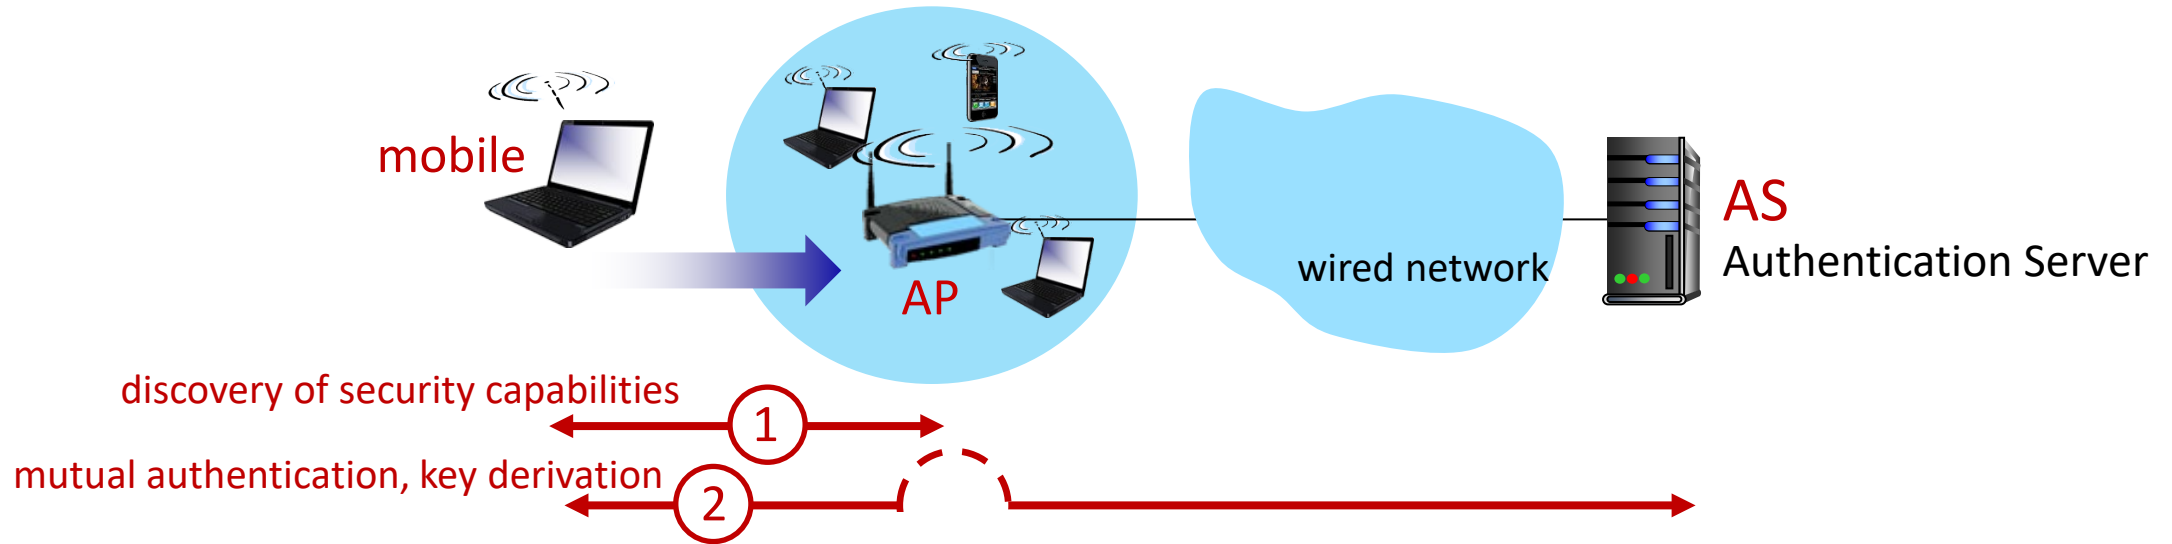 mobile
AP
wired network
AS
Authentication Server
discovery of security capabilities
1
mutual authentication, key derivation
2